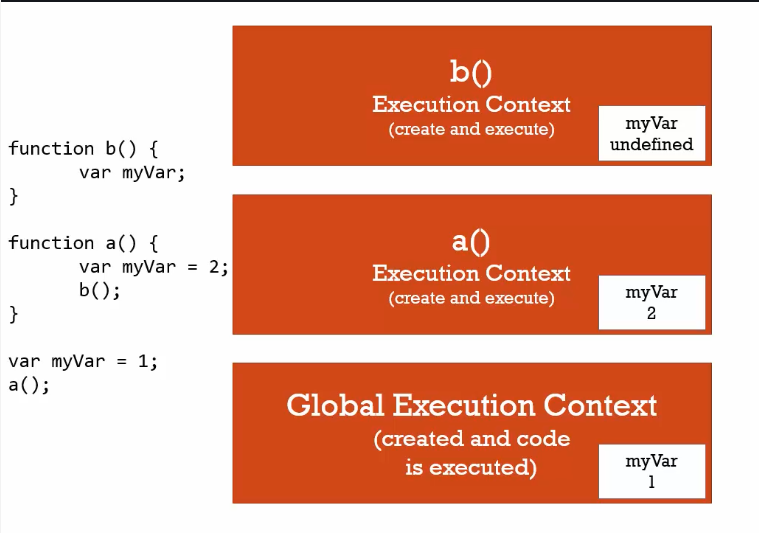 function b() {
var myVar;
}
function a() {
var myVar = 2;
b();
}
var myVar = 1;
a();
b()
Execution Context
(create and execute)
myVar
undefined
a()
Execution Context
(create and execute)
myVar
2
Global Execution Context
(created and code
is executed)
myVar
1